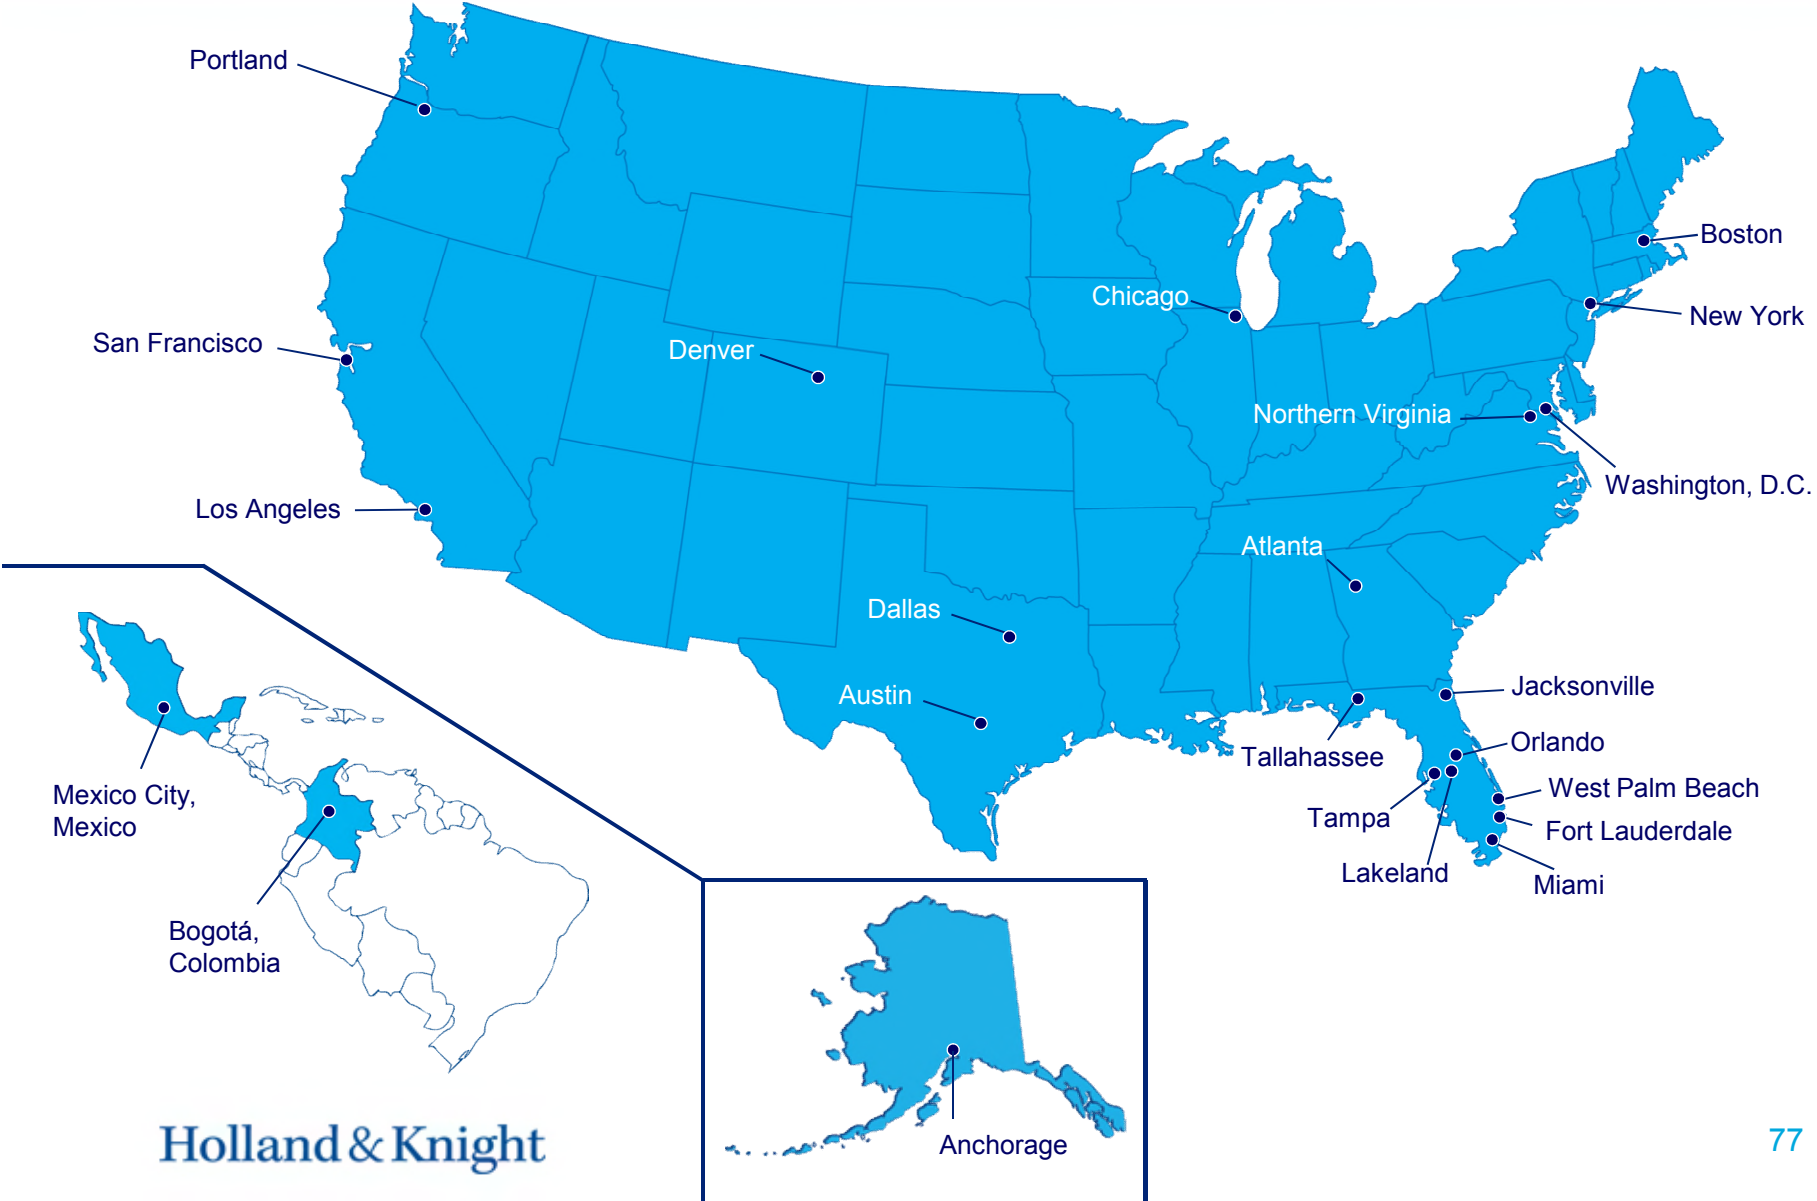 Portland
Boston
Chicago
New York
San Francisco
Denver
Northern Virginia
Washington, D.C.
Los Angeles
Atlanta
Dallas
Austin
Jacksonville
Orlando
Tallahassee
West Palm Beach
Tampa
Fort Lauderdale
Lakeland
Miami
Mexico City,
Mexico
Bogotá,
Colombia
Anchorage
Holland & Knight
77